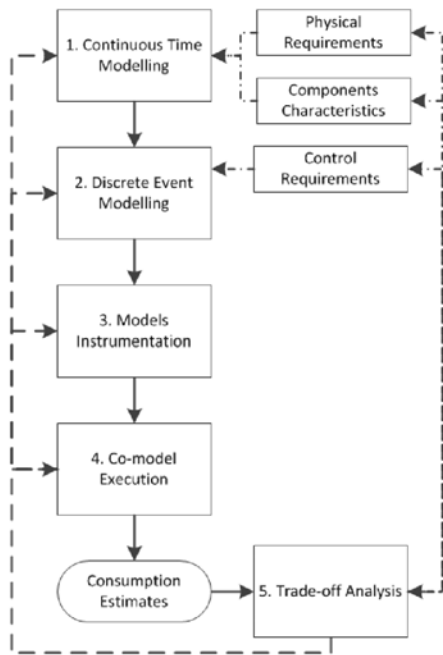 1. Continuous Time
Modelling
Physical
Requirements
Components
Characteristics
2. Discrete Event
Modelling
Control
Requirements
3. Models
Instrumentation
4. Co-model
Execution
Consumption
Estimates
5. Trade-off Analysis